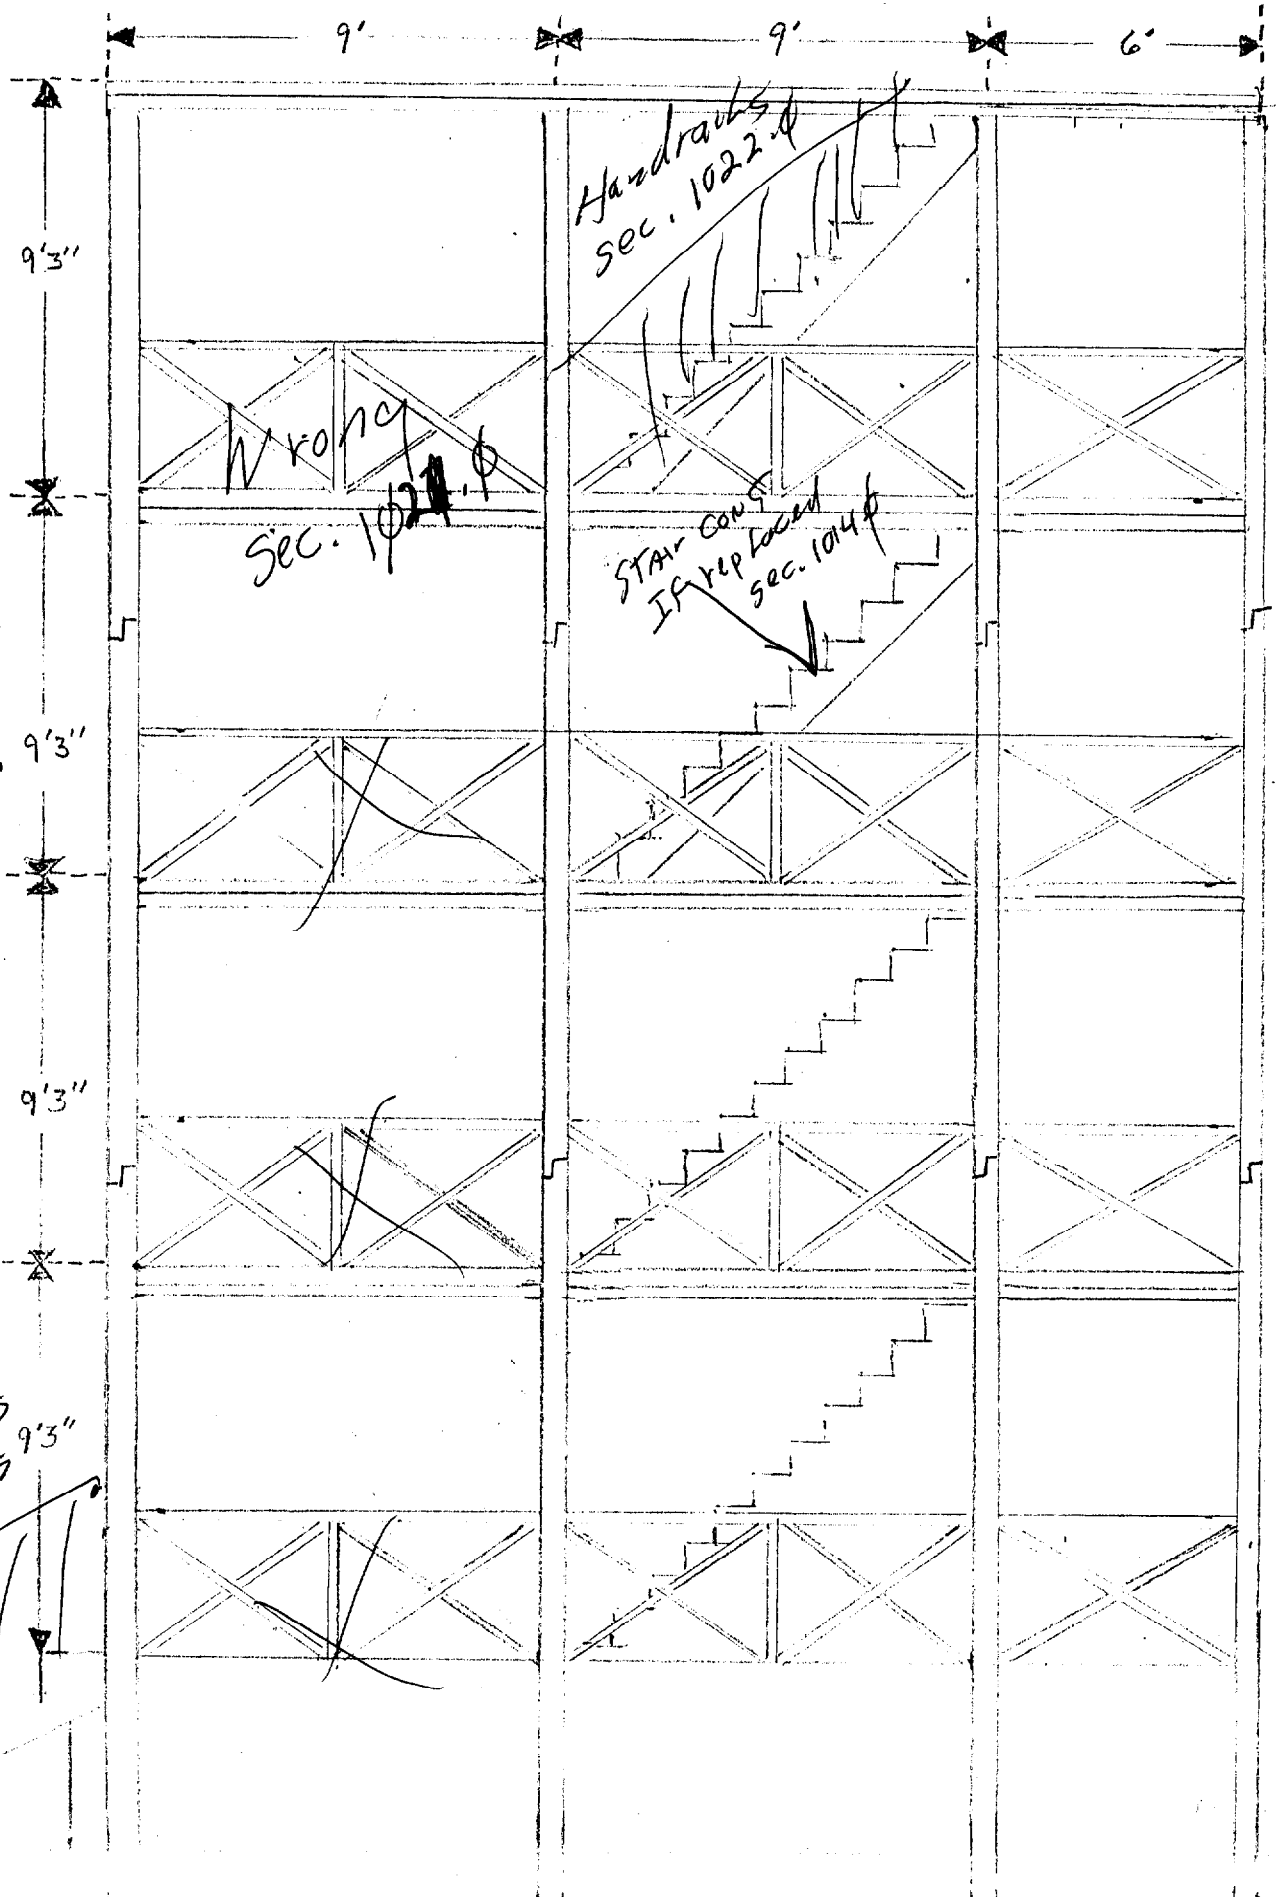 9' 9' 6'
Handrails
sec. 1022.0
9'3"
Wrong
Sec. 1021.0
Stair Const
If replaced
sec. 1014.0
9'3"
9'3"
9'3"